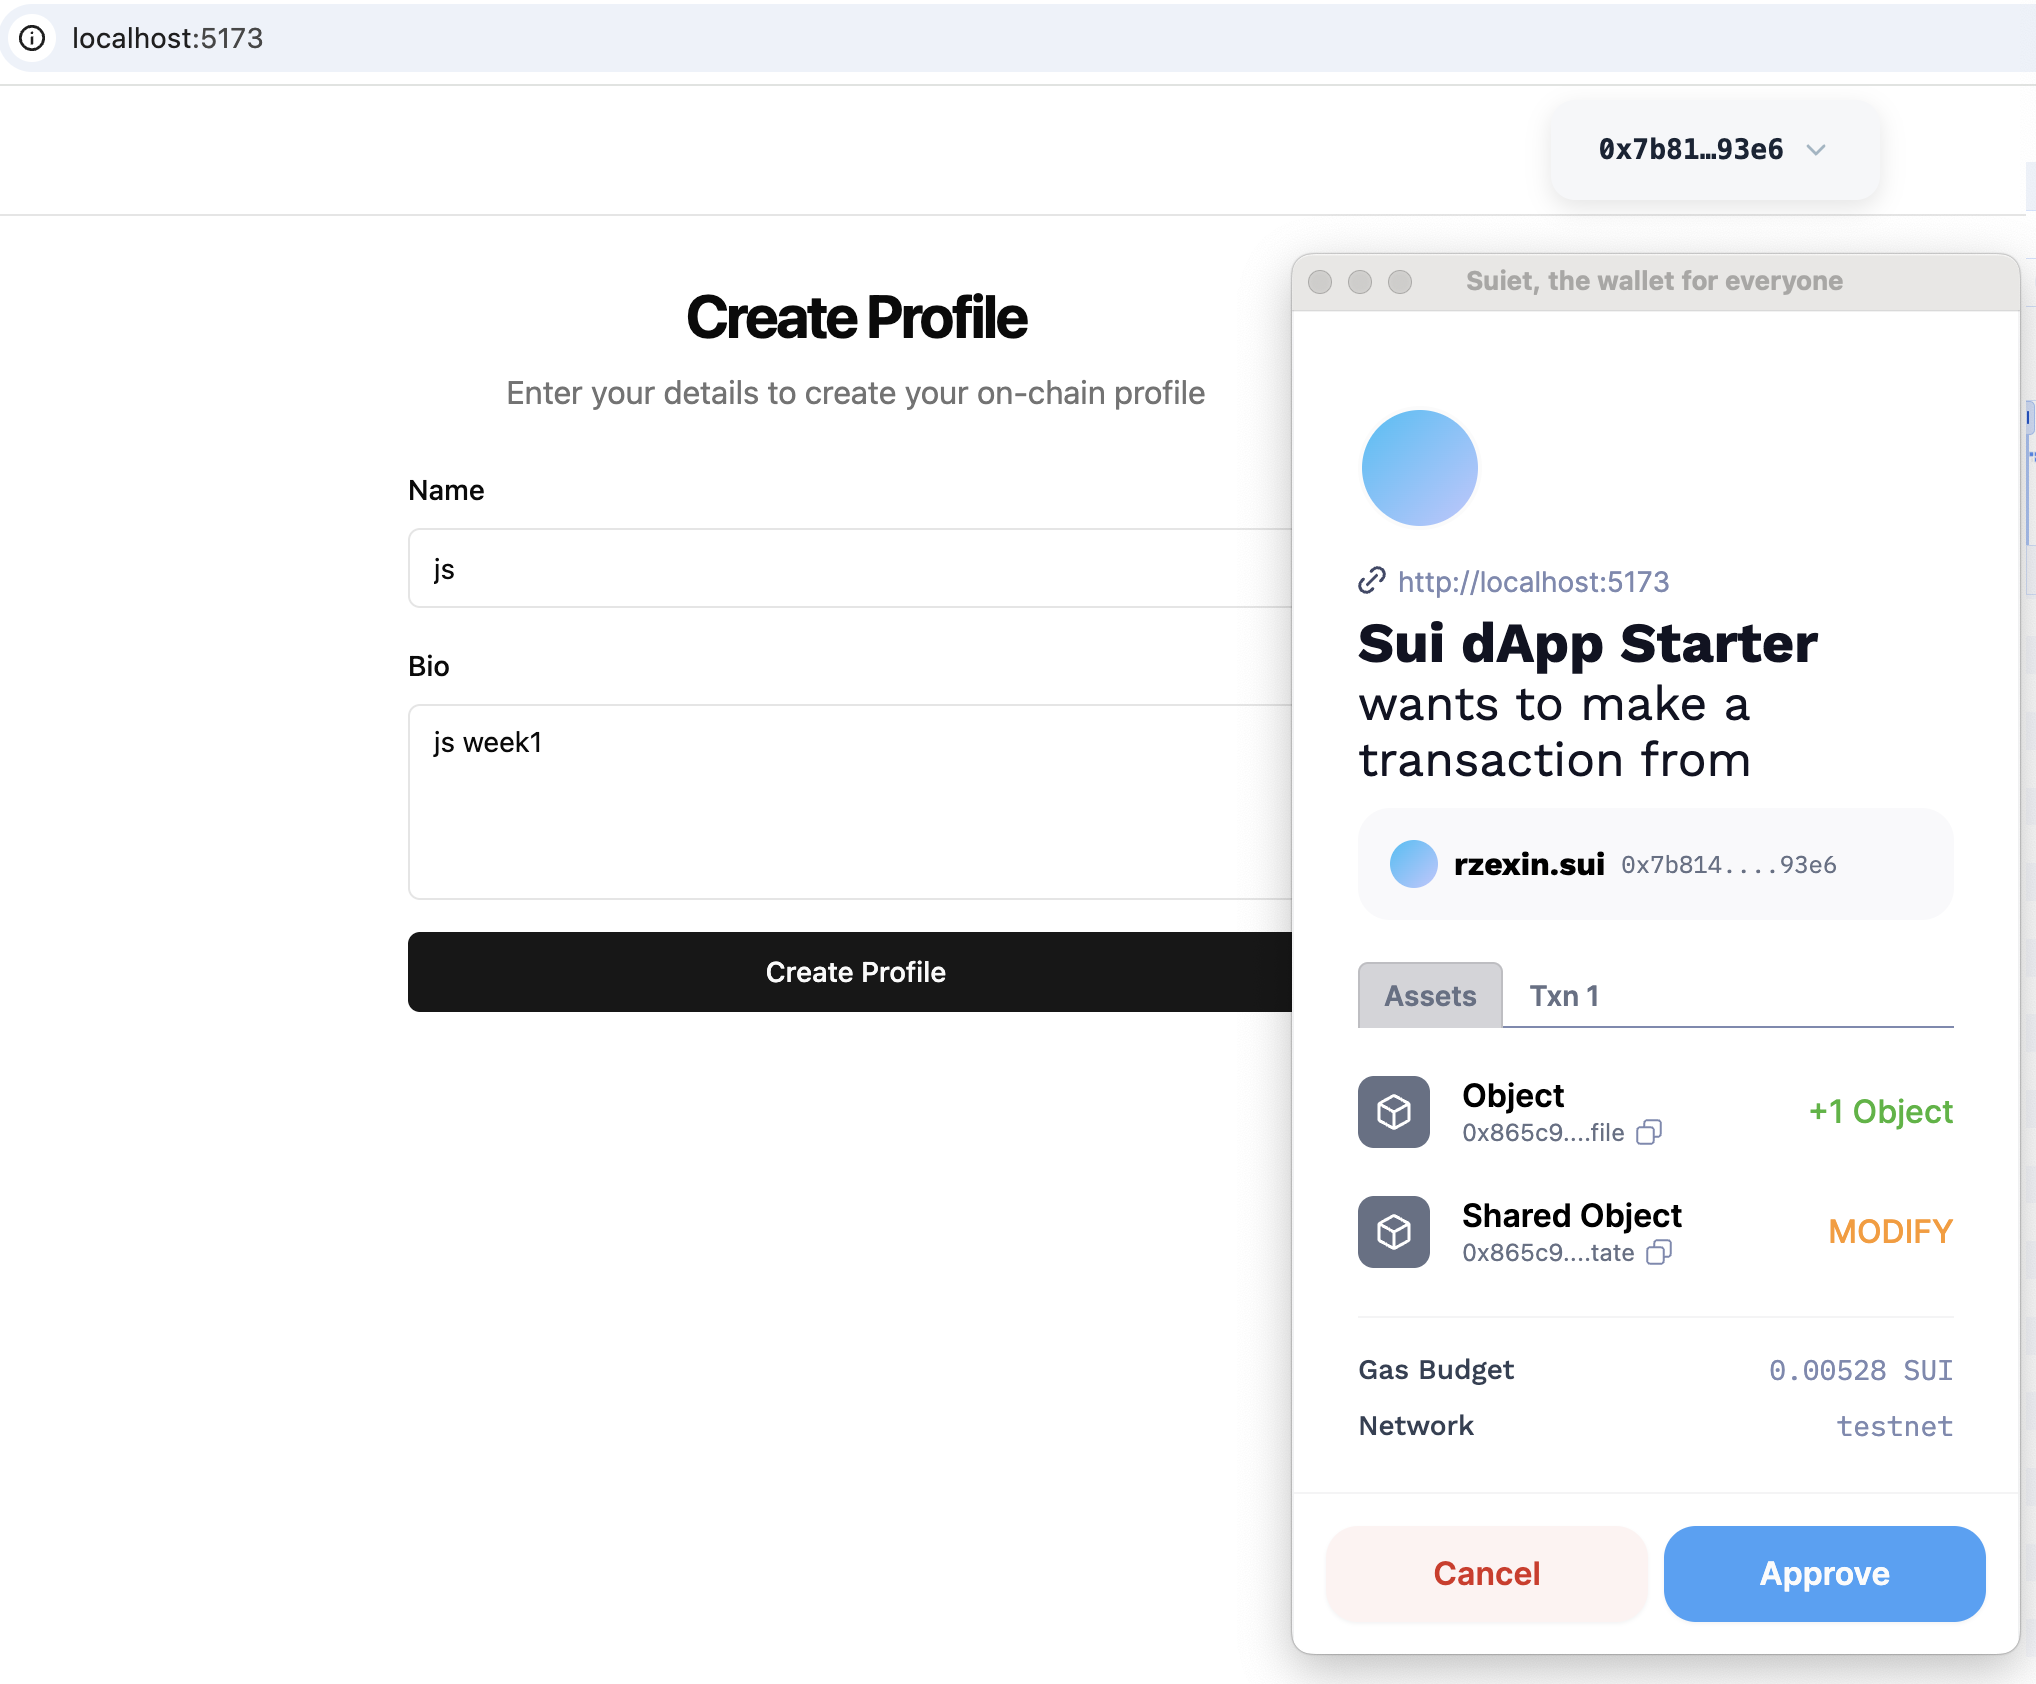 localhost:5173
0x7b81…93e6
Create Profile
Enter your details to create your on-chain profile
Name
js
Bio
js week1
Create Profile
Suiet, the wallet for everyone
http://localhost:5173
Sui dApp Starter
wants to make a
transaction from
rzexin.sui 0x7b814....93e6
Assets Txn 1
Object
0x865c9....file
+1 Object
Shared Object
0x865c9....tate
MODIFY
Gas Budget 0.00528 SUI
Network testnet
Cancel Approve